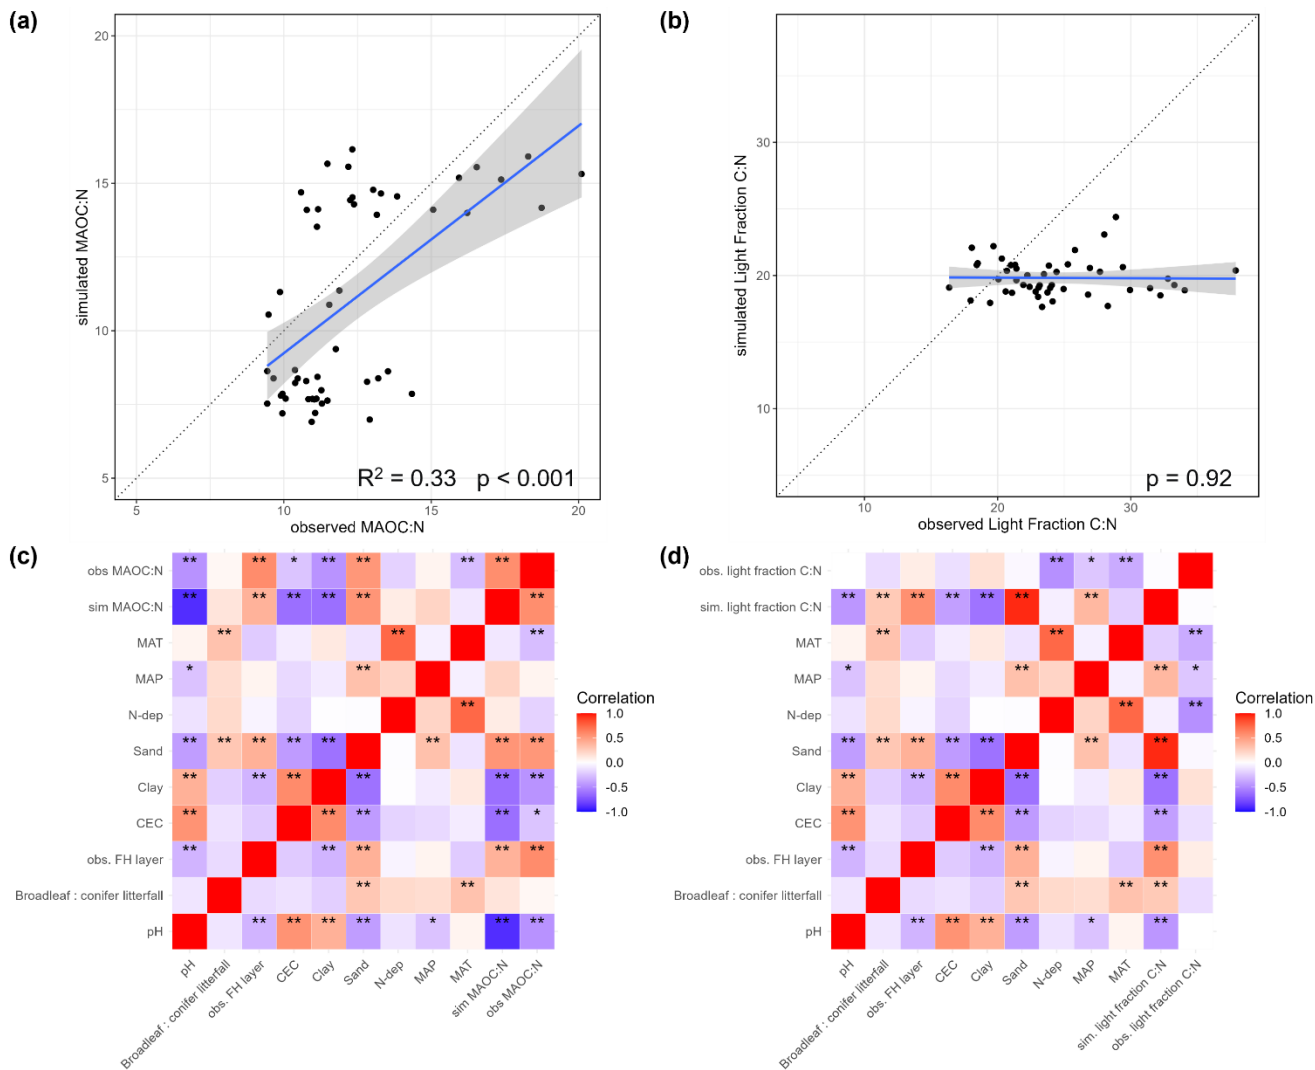 (a)
20
15
10
5
simulated MAOC:N
R² = 0.33 p < 0.001
5
10
15
20
observed MAOC:N
(b)
30
20
10
simulated Light Fraction C:N
p = 0.92
10
20
30
observed Light Fraction C:N
(c)
obs MAOC:N
sim MAOC:N
MAT
MAP
N-dep
Sand
Clay
CEC
obs. FH layer
Broadleaf : conifer litterfall
pH
** ** * ** ** ** **
** ** ** ** ** **
** ** **
* **
**
** ** ** ** ** ** ** **
** ** ** ** ** **
** ** ** ** *
** ** ** ** **
** **
** ** ** ** * ** **
pH
Broadleaf : conifer litterfall
obs. FH layer
CEC
Clay
Sand
N-dep
MAP
MAT
sim MAOC:N
obs MAOC:N
Correlation
1.0
0.5
0.0
-0.5
-1.0
(d)
obs. light fraction C:N
sim. light fraction C:N
MAT
MAP
N-dep
Sand
Clay
CEC
obs. FH layer
Broadleaf : conifer litterfall
pH
** * **
** ** ** ** ** ** **
** ** **
* ** ** *
** **
** ** ** ** ** ** **
** ** ** ** **
** ** ** **
** ** ** **
** ** **
** ** ** ** * **
pH
Broadleaf : conifer litterfall
obs. FH layer
CEC
Clay
Sand
N-dep
MAP
MAT
sim. light fraction C:N
obs. light fraction C:N
Correlation
1.0
0.5
0.0
-0.5
-1.0